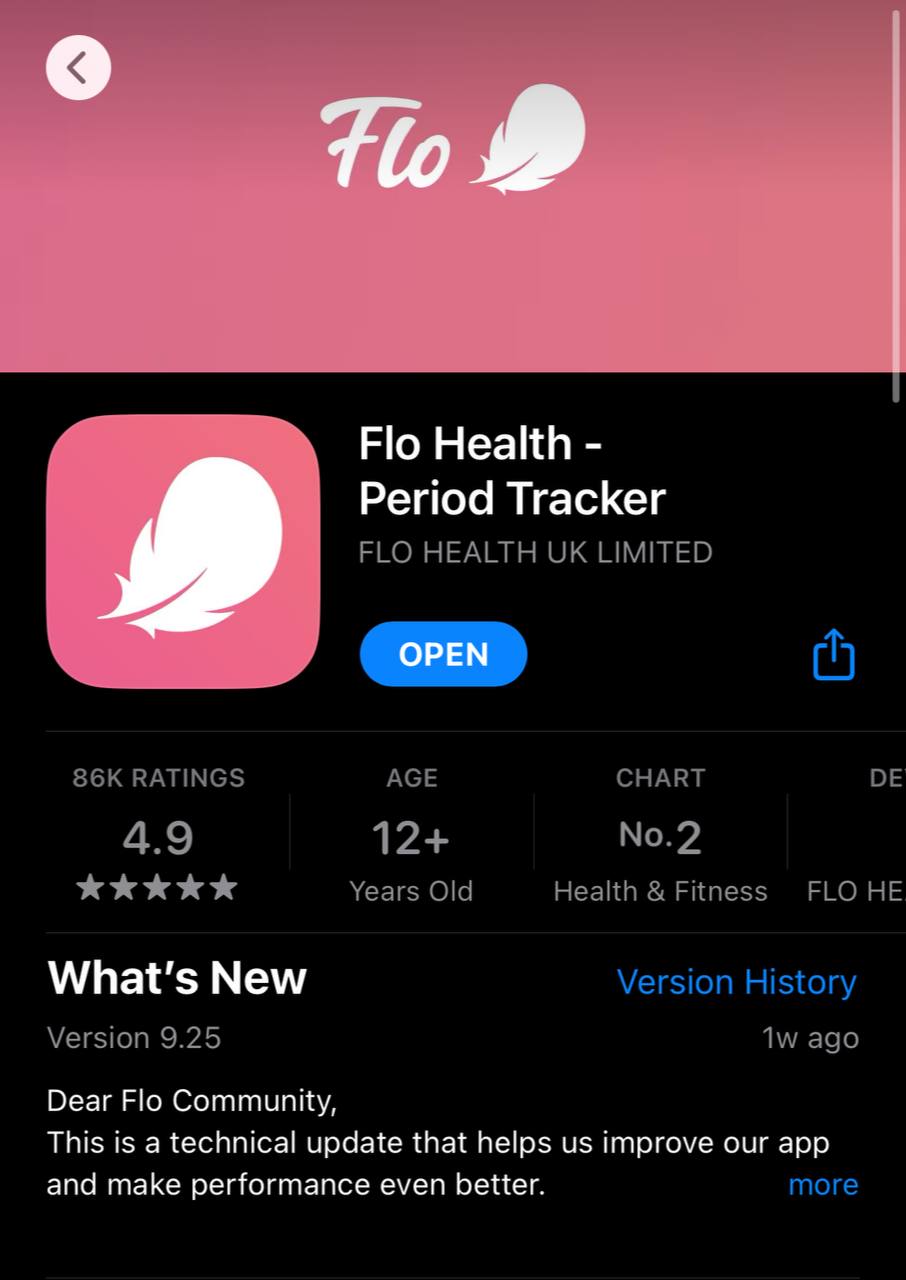 Flo
Flo Health -
Period Tracker
FLO HEALTH UK LIMITED
OPEN
86K RATINGS
4.9
AGE
12+
Years Old
CHART
No.2
Health & Fitness
DE
FLO HE
What's New
Version History
Version 9.25
1w ago
Dear Flo Community,
This is a technical update that helps us improve our app
and make performance even better.
more